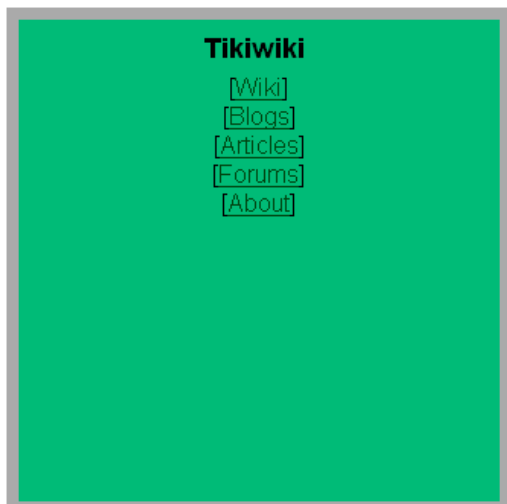 Tikiwiki
[Wiki]
[Blogs]
[Articles]
[Forums]
[About]